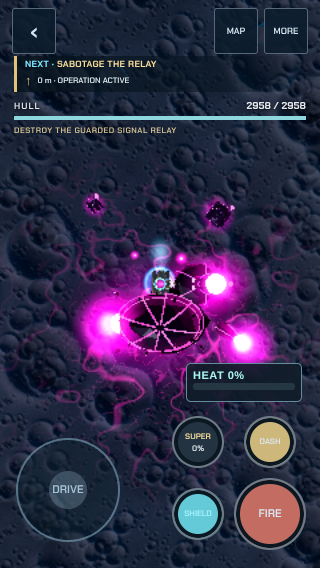 ‹
MAP
MORE
NEXT · SABOTAGE THE RELAY
↑ 0 m · OPERATION ACTIVE
HULL
2958 / 2958
DESTROY THE GUARDED SIGNAL RELAY
HEAT 0%
SUPER
0%
DASH
DRIVE
SHIELD
FIRE